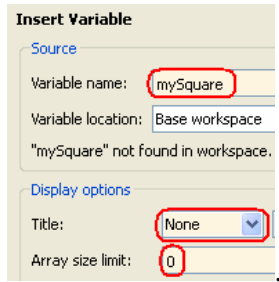 Insert Variable
Source
Variable name: mySquare
Variable location: Base workspace
"mySquare" not found in workspace.
Display options
Title: None
Array size limit: 0